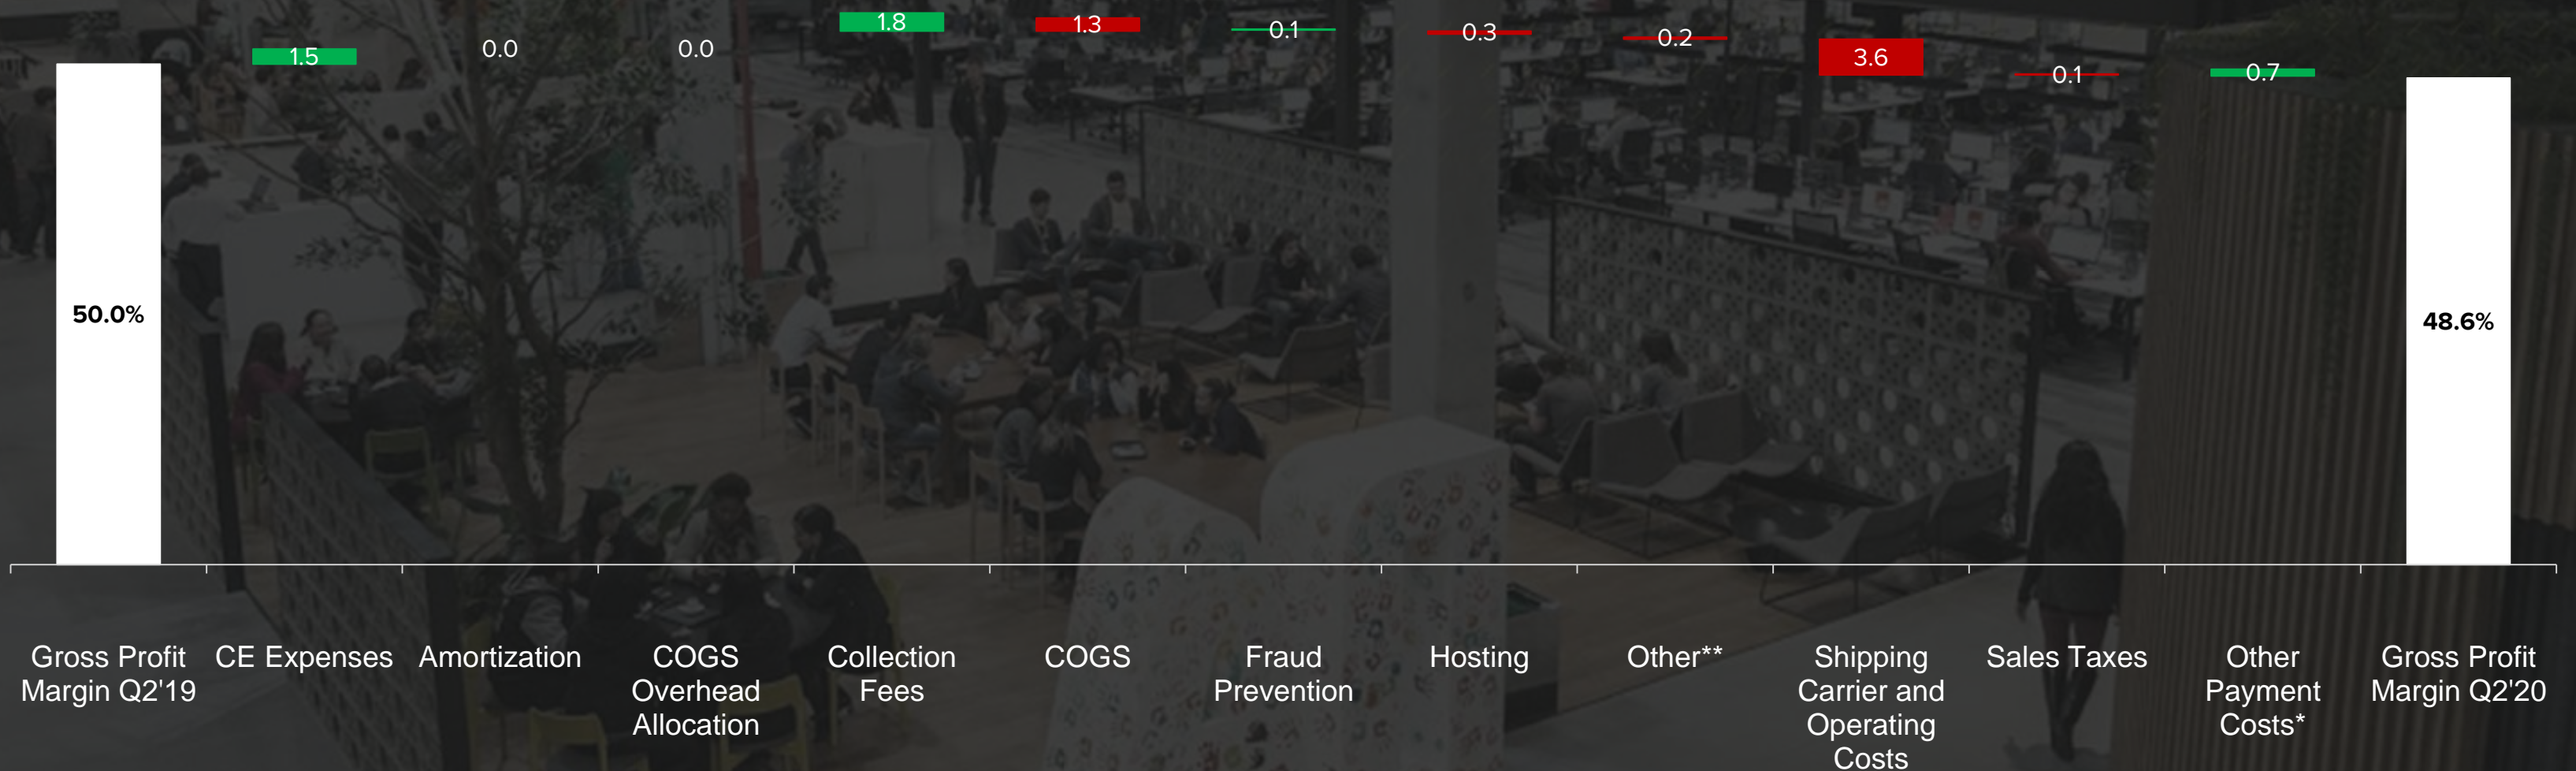 1.5
0.0
0.0
1.8
1.3
0.1
0.3
0.2
3.6
0.1
0.7
50.0%
48.6%
Gross Profit
Margin Q2'19
CE Expenses
Amortization
COGS
Overhead
Allocation
Collection
Fees
COGS
Fraud
Prevention
Hosting
Other**
Shipping
Carrier and
Operating
Costs
Sales Taxes
Other
Payment
Costs*
Gross Profit
Margin Q2'20